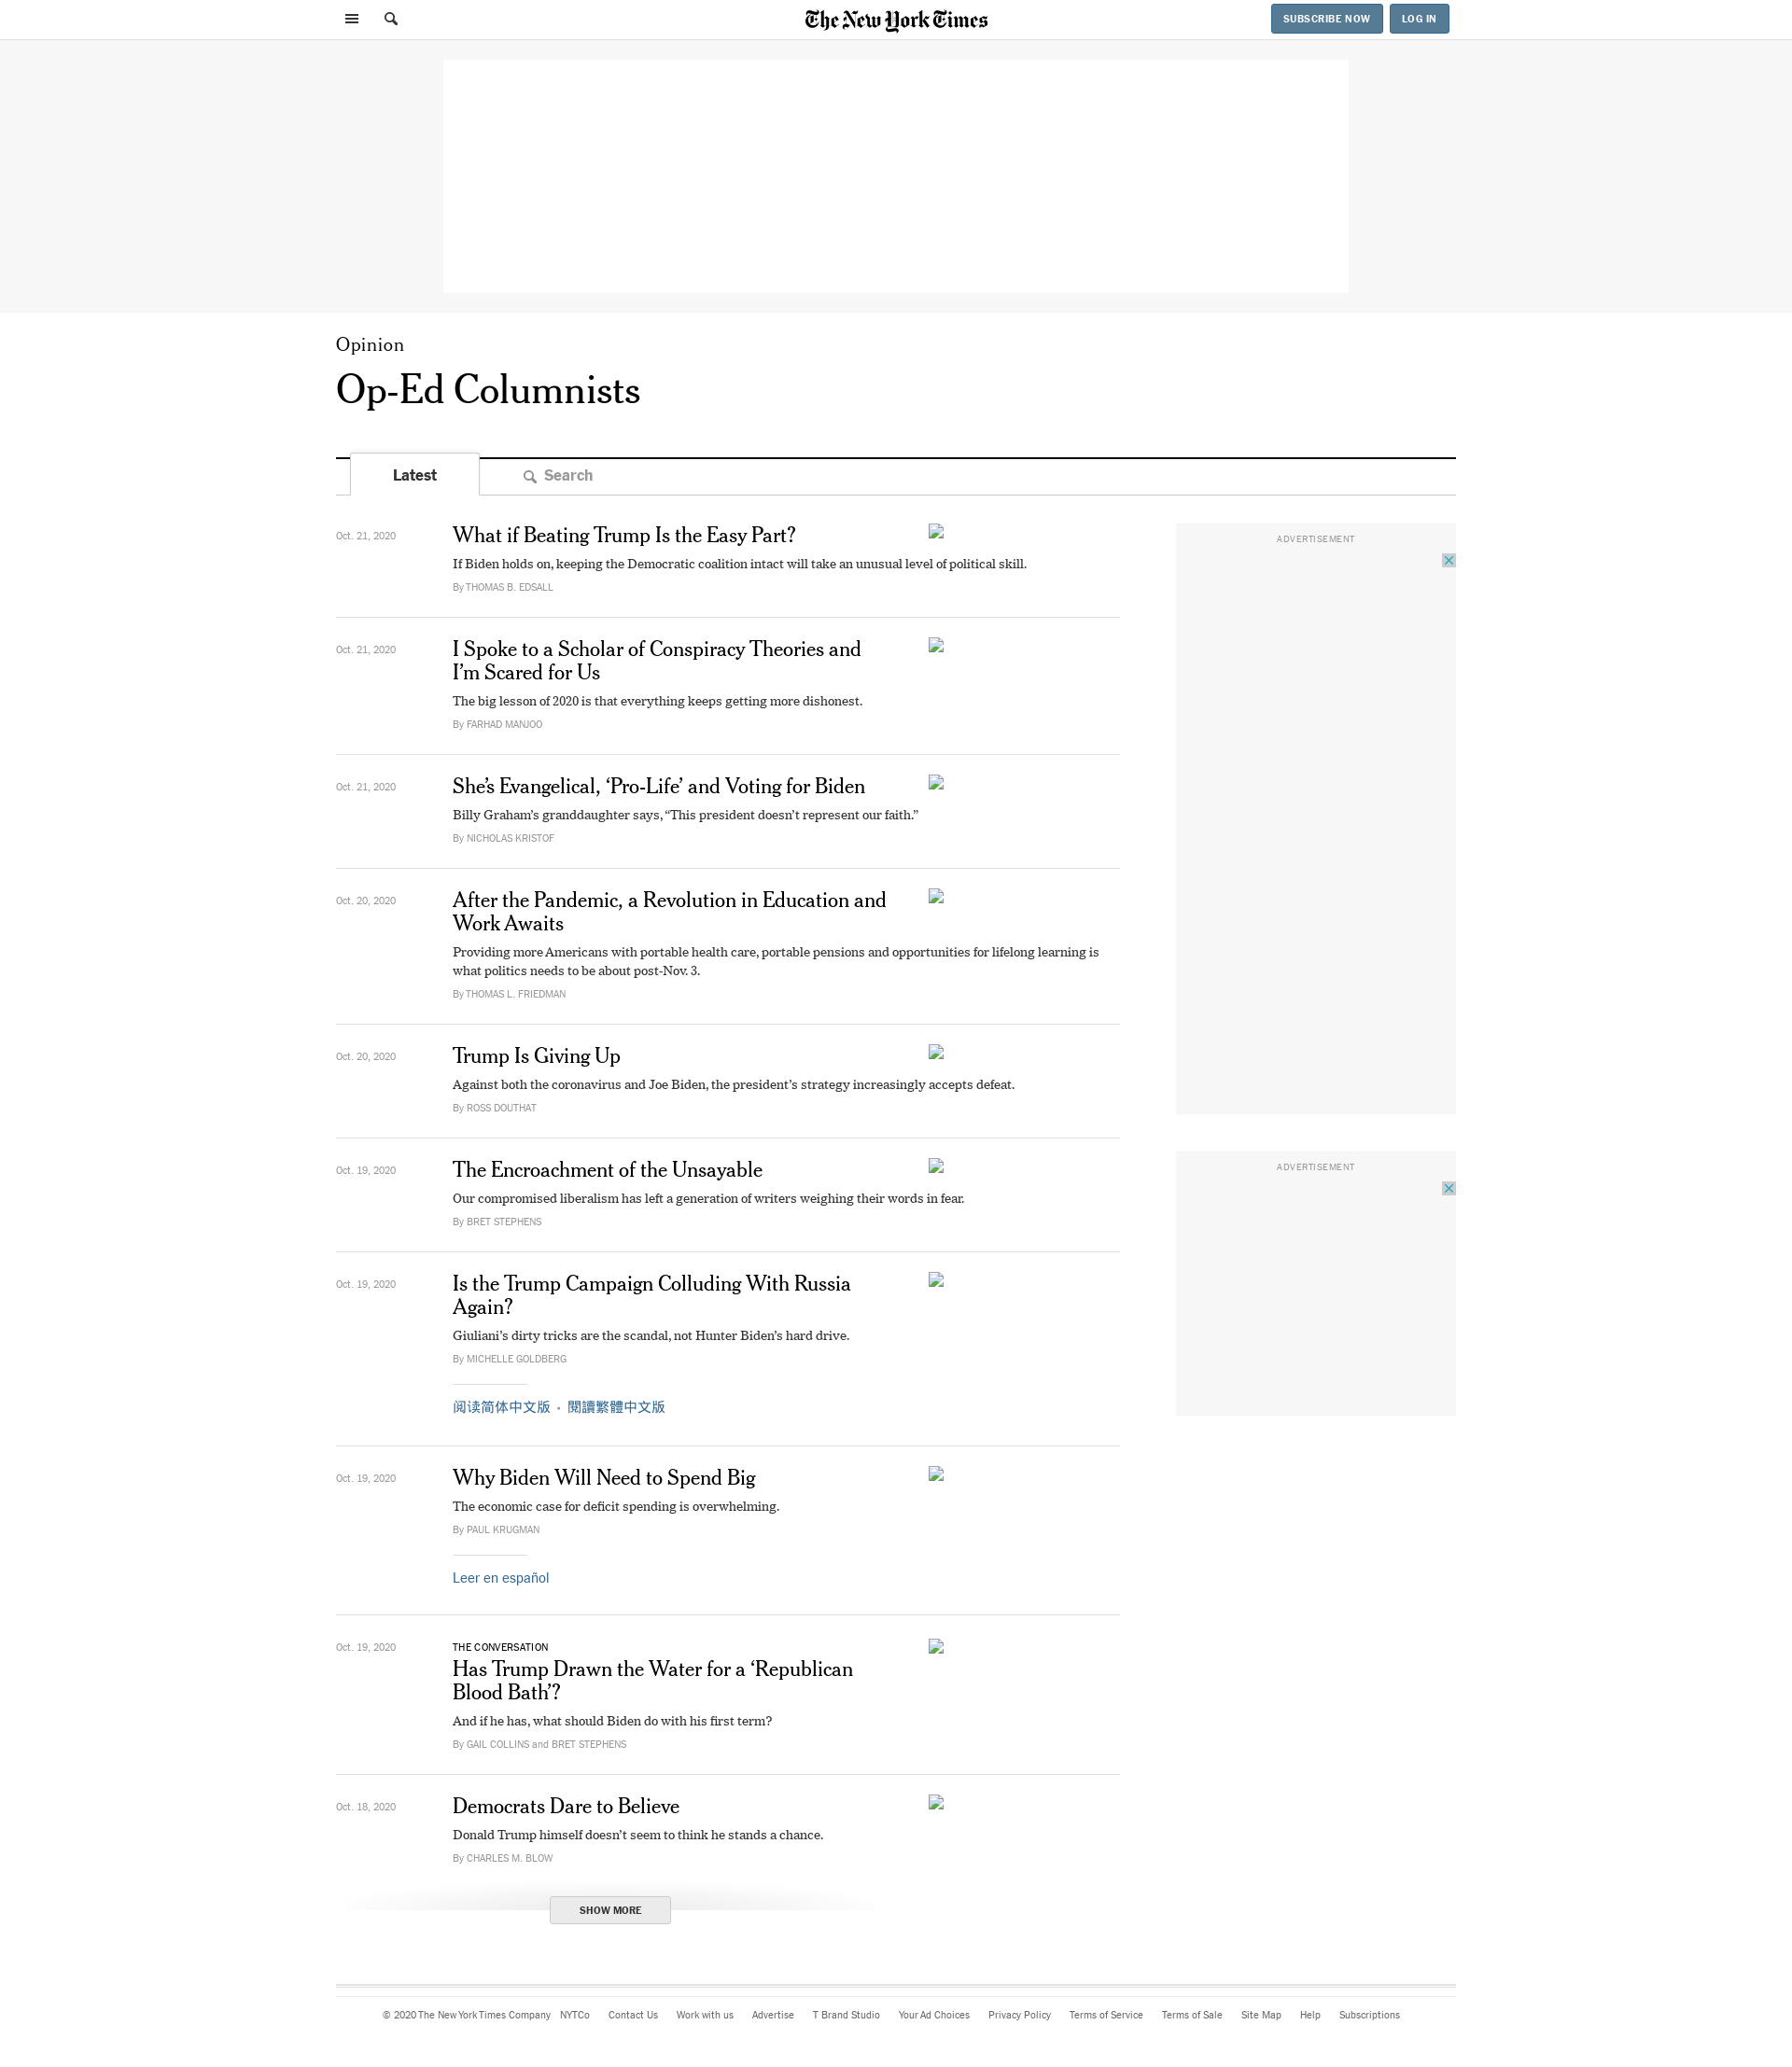 The New York Times
SUBSCRIBE NOW
LOG IN
Opinion
Op-Ed Columnists
Latest
Search
Oct. 21, 2020
What if Beating Trump Is the Easy Part?
If Biden holds on, keeping the Democratic coalition intact will take an unusual level of political skill.
By THOMAS B. EDSALL
ADVERTISEMENT
Oct. 21, 2020
I Spoke to a Scholar of Conspiracy Theories and
I’m Scared for Us
The big lesson of 2020 is that everything keeps getting more dishonest.
By FARHAD MANJOO
Oct. 21, 2020
She’s Evangelical, ‘Pro-Life’ and Voting for Biden
Billy Graham’s granddaughter says, “This president doesn’t represent our faith.”
By NICHOLAS KRISTOF
Oct. 20, 2020
After the Pandemic, a Revolution in Education and
Work Awaits
Providing more Americans with portable health care, portable pensions and opportunities for lifelong learning is
what politics needs to be about post-Nov. 3.
By THOMAS L. FRIEDMAN
Oct. 20, 2020
Trump Is Giving Up
Against both the coronavirus and Joe Biden, the president’s strategy increasingly accepts defeat.
By ROSS DOUTHAT
Oct. 19, 2020
The Encroachment of the Unsayable
Our compromised liberalism has left a generation of writers weighing their words in fear.
By BRET STEPHENS
ADVERTISEMENT
Oct. 19, 2020
Is the Trump Campaign Colluding With Russia
Again?
Giuliani’s dirty tricks are the scandal, not Hunter Biden’s hard drive.
By MICHELLE GOLDBERG
阅读简体中文版 • 閱讀繁體中文版
Oct. 19, 2020
Why Biden Will Need to Spend Big
The economic case for deficit spending is overwhelming.
By PAUL KRUGMAN
Leer en español
Oct. 19, 2020
THE CONVERSATION
Has Trump Drawn the Water for a ‘Republican
Blood Bath’?
And if he has, what should Biden do with his first term?
By GAIL COLLINS and BRET STEPHENS
Oct. 18, 2020
Democrats Dare to Believe
Donald Trump himself doesn’t seem to think he stands a chance.
By CHARLES M. BLOW
SHOW MORE
© 2020 The New York Times Company NYTCo Contact Us Work with us Advertise T Brand Studio Your Ad Choices Privacy Policy Terms of Service Terms of Sale Site Map Help Subscriptions